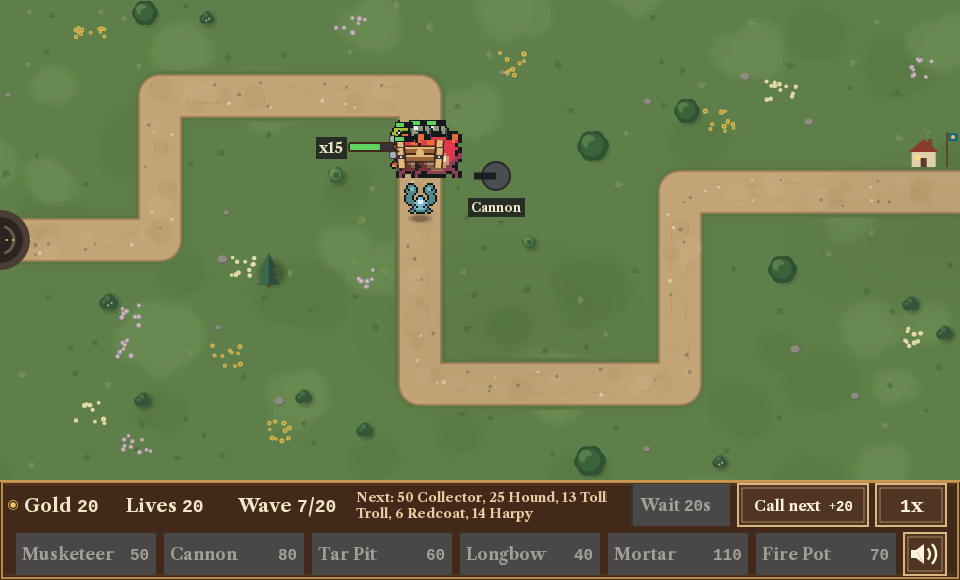 x15
Cannon
Gold 20 Lives 20 Wave 7/20
Next: 50 Collector, 25 Hound, 13 Toll
Troll, 6 Redcoat, 14 Harpy
Wait 20s
Call next +20
1x
Musketeer 50
Cannon 80
Tar Pit 60
Longbow 40
Mortar 110
Fire Pot 70